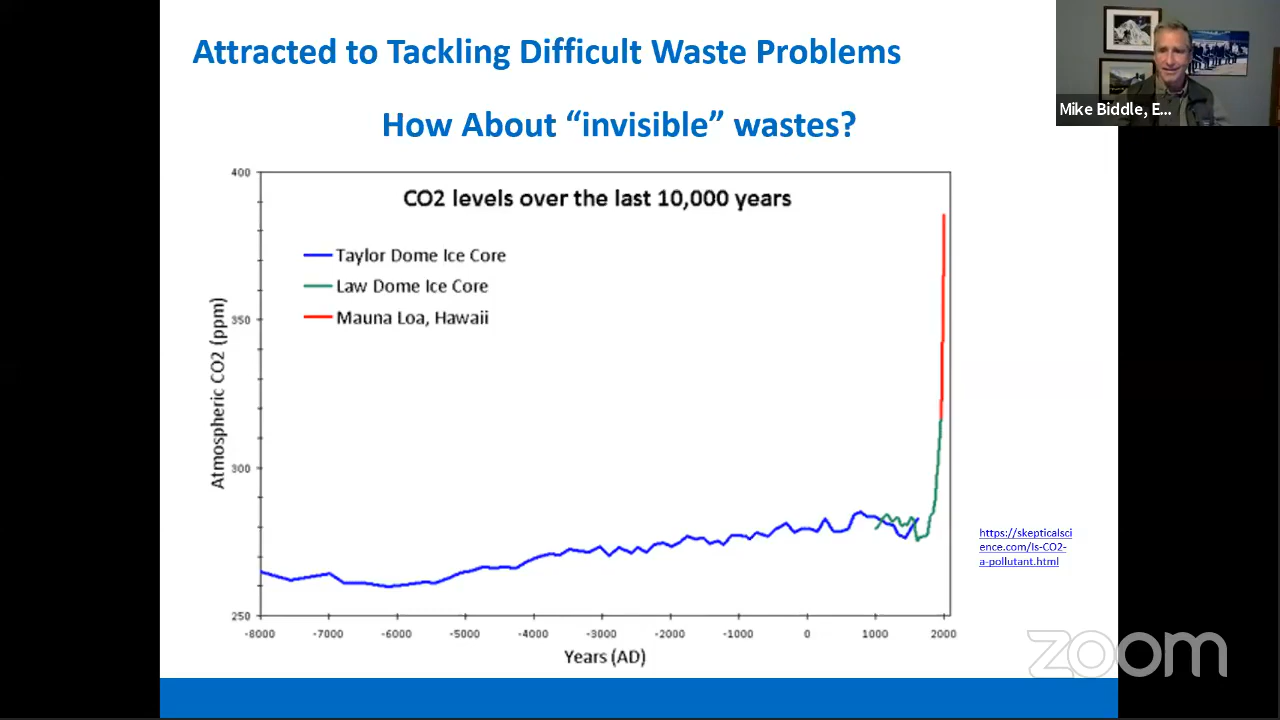 Attracted to Tackling Difficult Waste Problems
Mike Biddle, E...
How About “invisible” wastes?
CO2 levels over the last 10,000 years
Taylor Dome Ice Core
Law Dome Ice Core
Mauna Loa, Hawaii
Atmospheric CO2 (ppm)
400
350
300
250
-8000 -7000 -6000 -5000 -4000 -3000 -2000 -1000 0 1000 2000
Years (AD)
https://skepticalsci
ence.com/Is-CO2-
a-pollutant.html
zoom